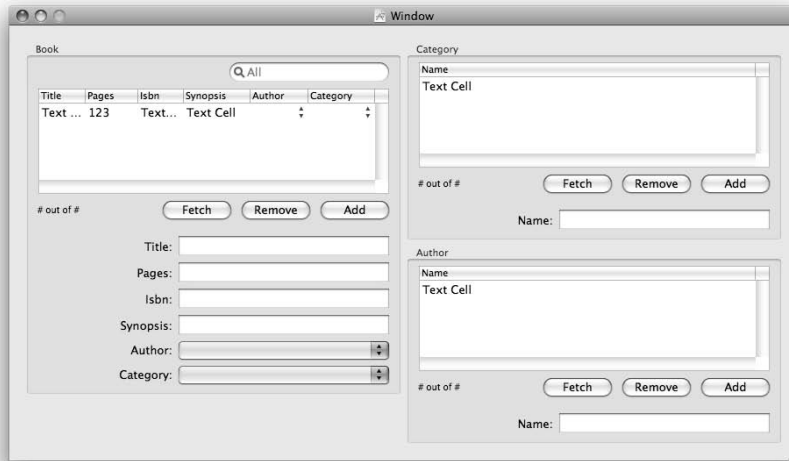 Window
Book
All
Title Pages Isbn Synopsis Author Category
Text ... 123 Text... Text Cell
# out of # Fetch Remove Add
Title:
Pages:
Isbn:
Synopsis:
Author:
Category:
Category
Name
Text Cell
# out of # Fetch Remove Add
Name:
Author
Name
Text Cell
# out of # Fetch Remove Add
Name: